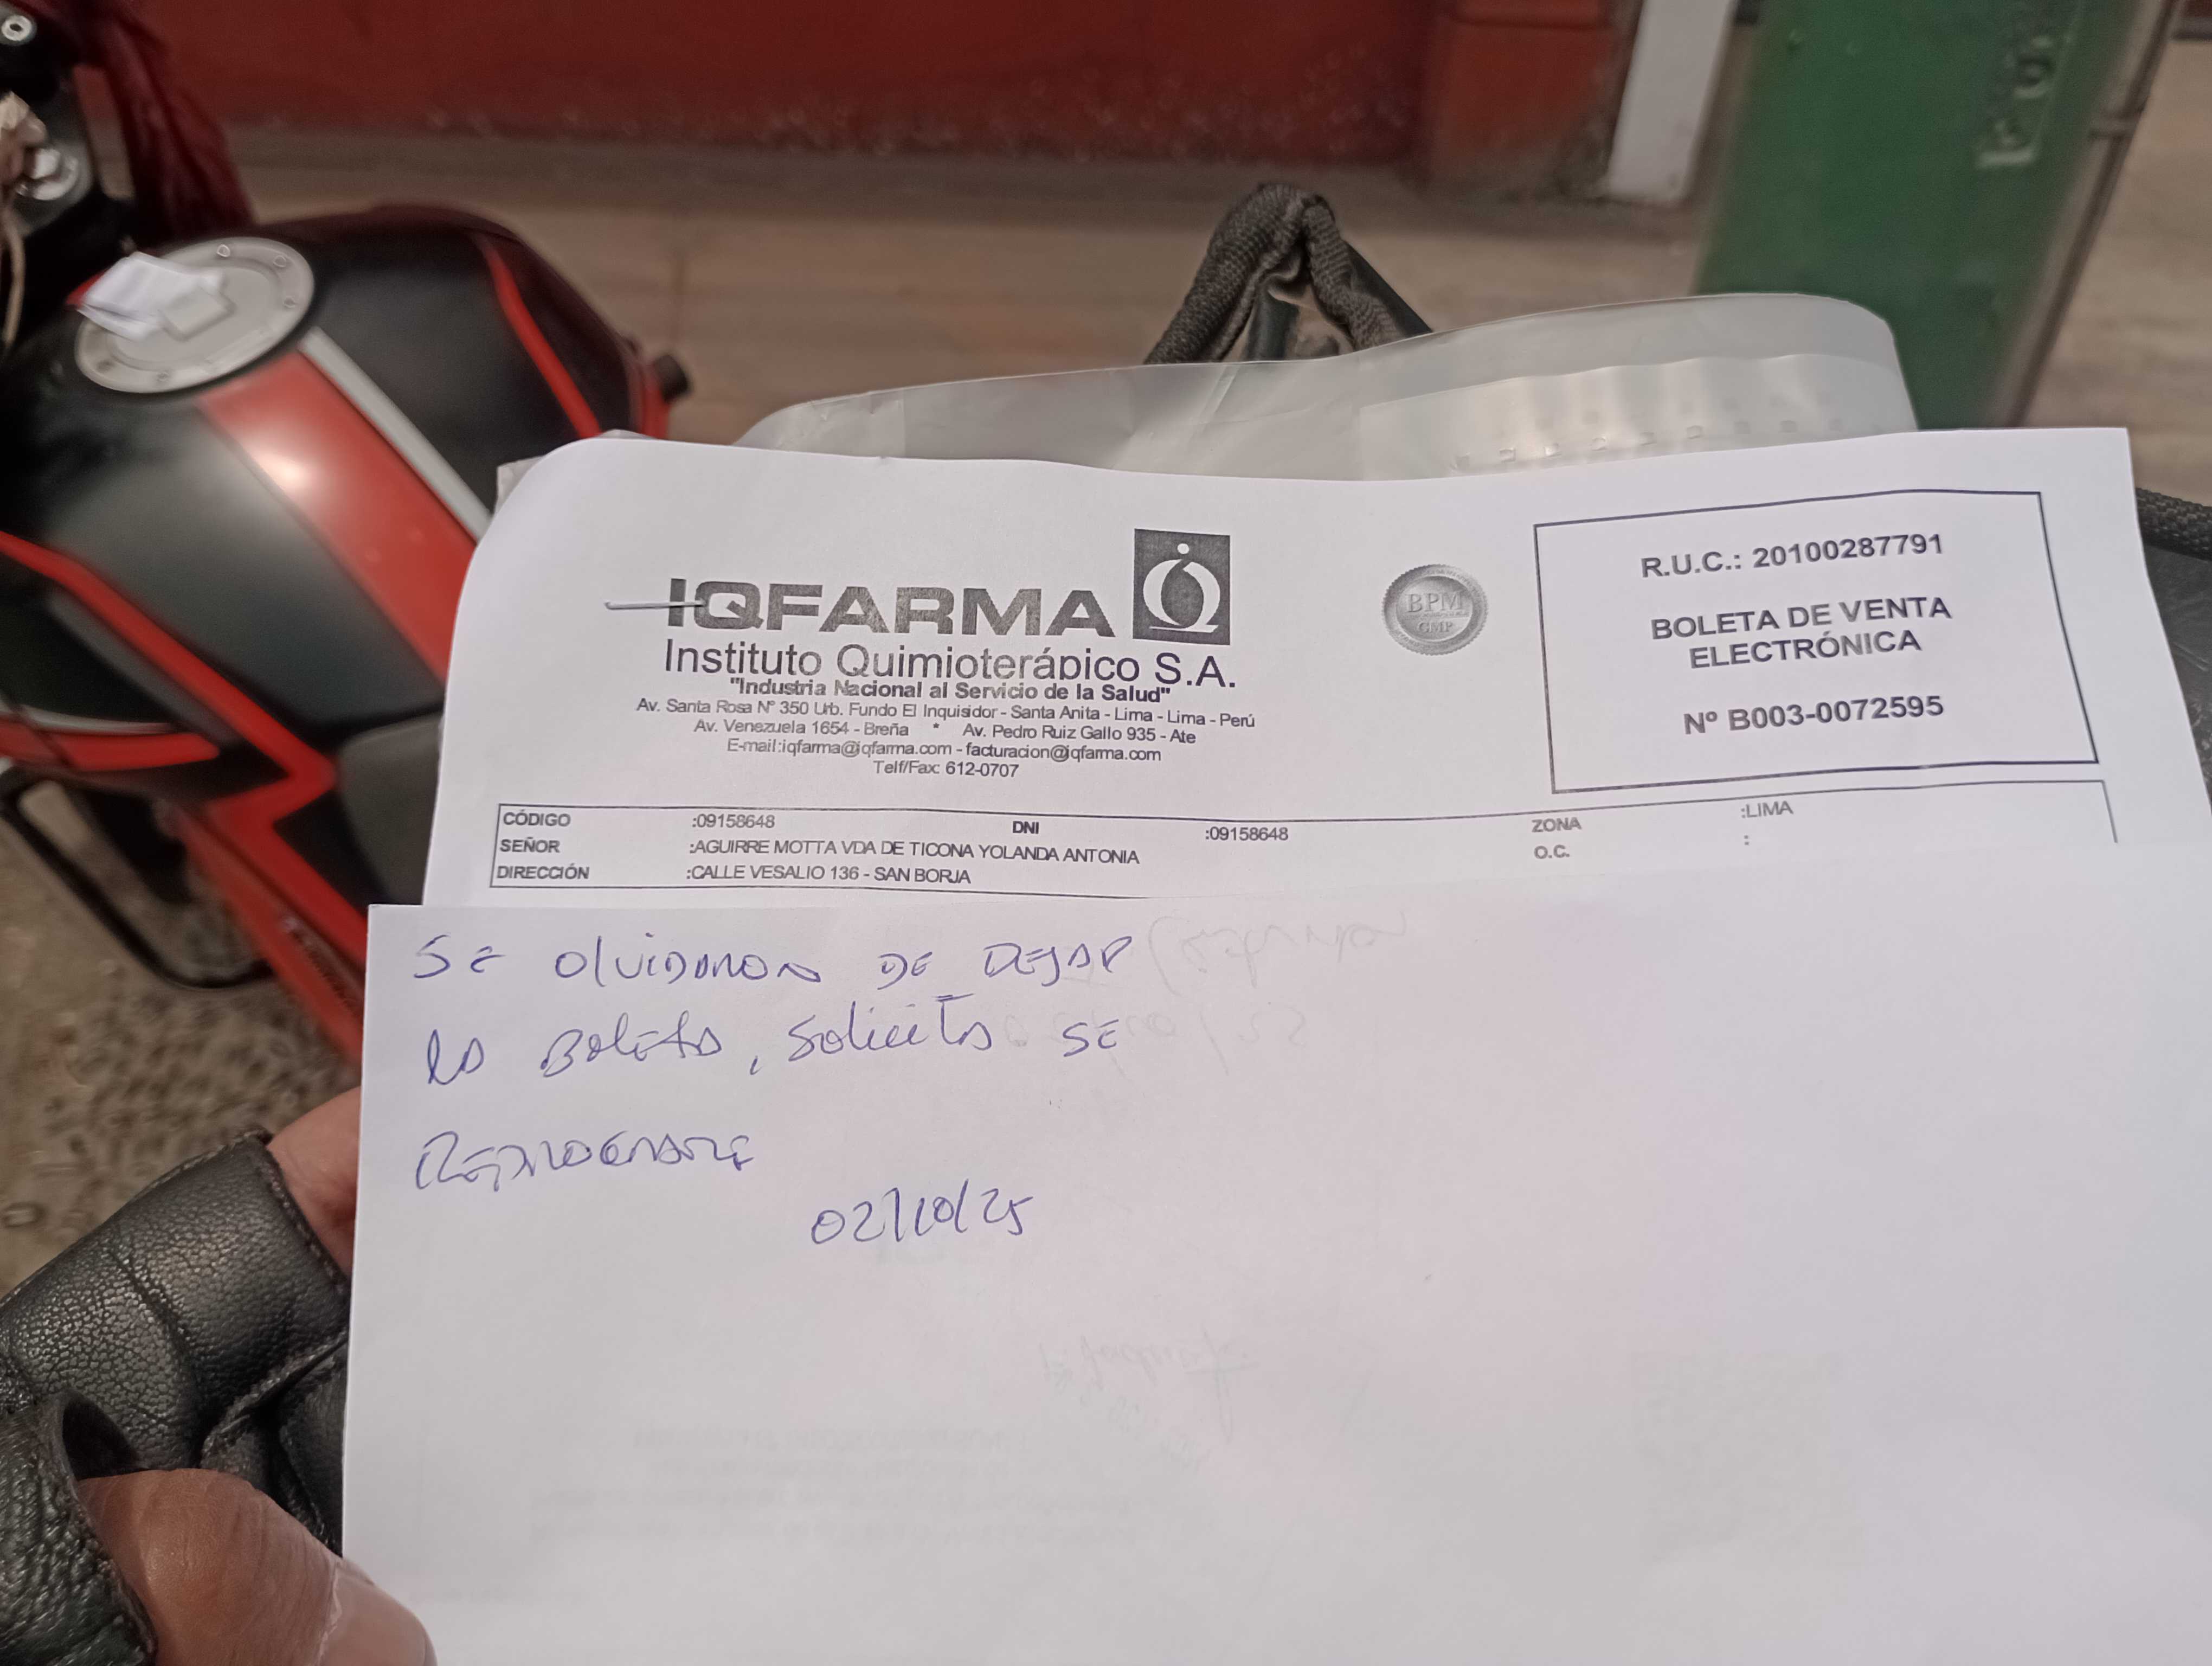 IQFARMA
Instituto Quimioterápico S.A.
"Industria Nacional al Servicio de la Salud"
Av. Santa Rosa Nº 350 Urb. Fundo El Inquisidor - Santa Anita - Lima - Lima - Perú
Av. Venezuela 1654 - Breña * Av. Pedro Ruiz Gallo 935 - Ate
E-mail:iqfarma@iqfarma.com - facturacion@iqfarma.com
Telf/Fax: 612-0707
BPM
GMP
R.U.C.: 20100287791
BOLETA DE VENTA
ELECTRÓNICA
Nº B003-0072595
CÓDIGO :09158648 DNI :09158648 ZONA :LIMA
SEÑOR :AGUIRRE MOTTA VDA DE TICONA YOLANDA ANTONIA O.C. :
DIRECCIÓN :CALLE VESALIO 136 - SAN BORJA
SE OlVIDARON DE DEJAR
la BOLETA, Solicita SE
02/10/25